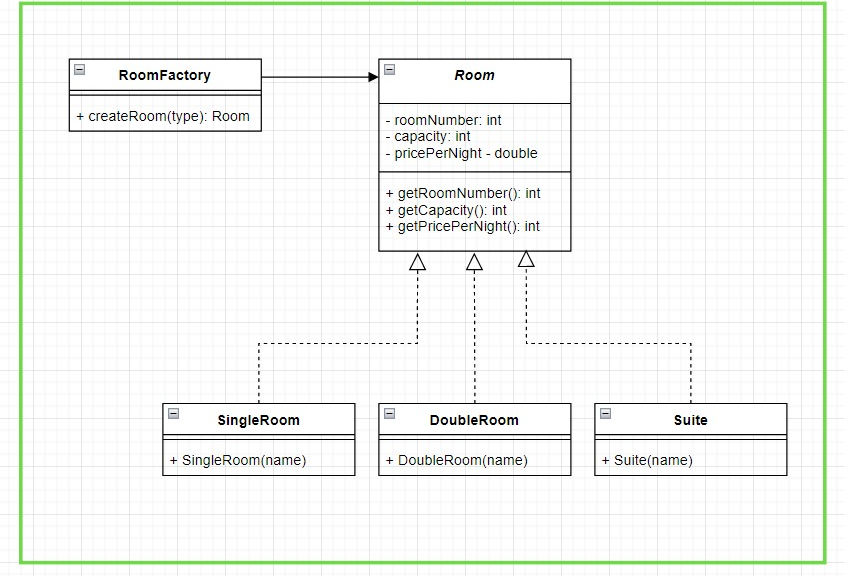 RoomFactory
+ createRoom(type): Room
Room
- roomNumber: int
- capacity: int
- pricePerNight - double
+ getRoomNumber(): int
+ getCapacity(): int
+ getPricePerNight(): int
SingleRoom
+ SingleRoom(name)
DoubleRoom
+ DoubleRoom(name)
Suite
+ Suite(name)